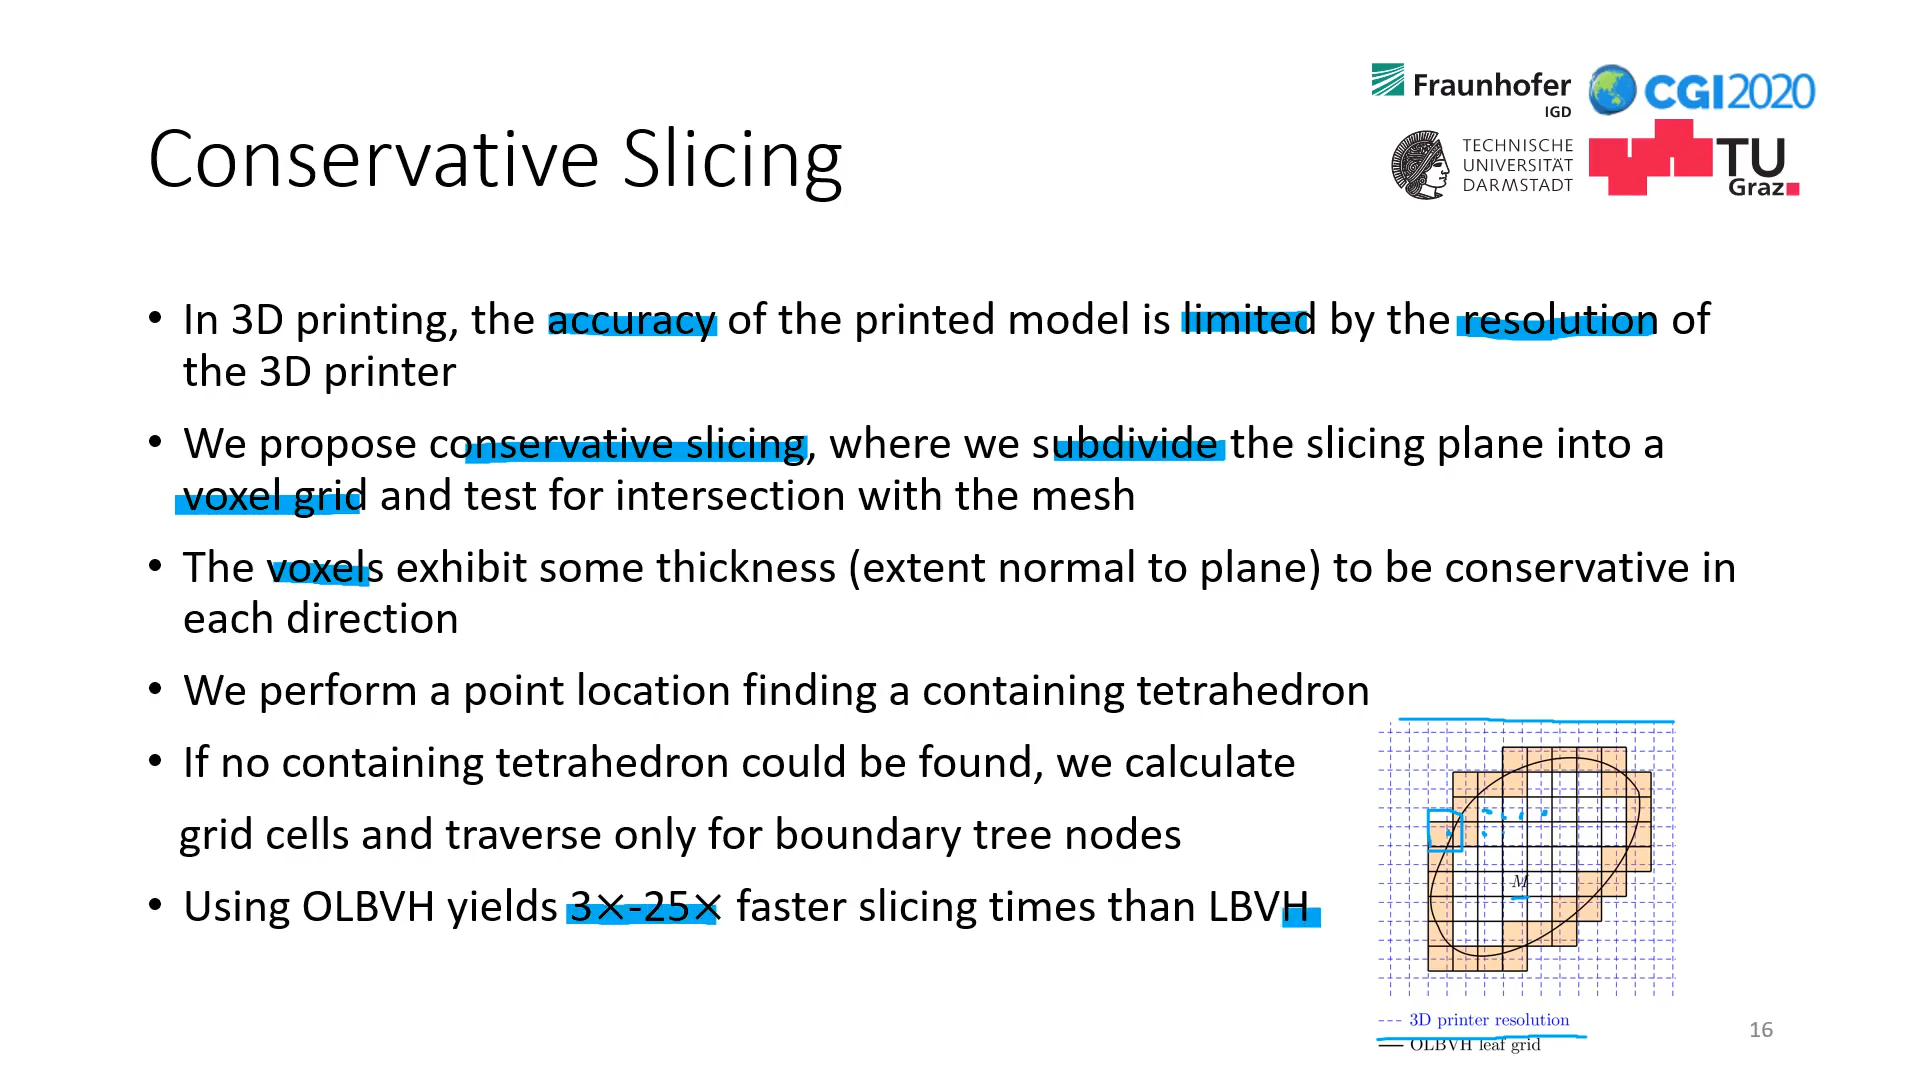 Fraunhofer
IGD
CGI2020
TECHNISCHE
UNIVERSITÄT
DARMSTADT
TU
Graz
Conservative Slicing
• In 3D printing, the accuracy of the printed model is limited by the resolution of
the 3D printer
• We propose conservative slicing, where we subdivide the slicing plane into a
voxel grid and test for intersection with the mesh
• The voxels exhibit some thickness (extent normal to plane) to be conservative in
each direction
• We perform a point location finding a containing tetrahedron
• If no containing tetrahedron could be found, we calculate
grid cells and traverse only for boundary tree nodes
• Using OLBVH yields 3×-25× faster slicing times than LBVH
M
3D printer resolution
OLBVH leaf grid
16